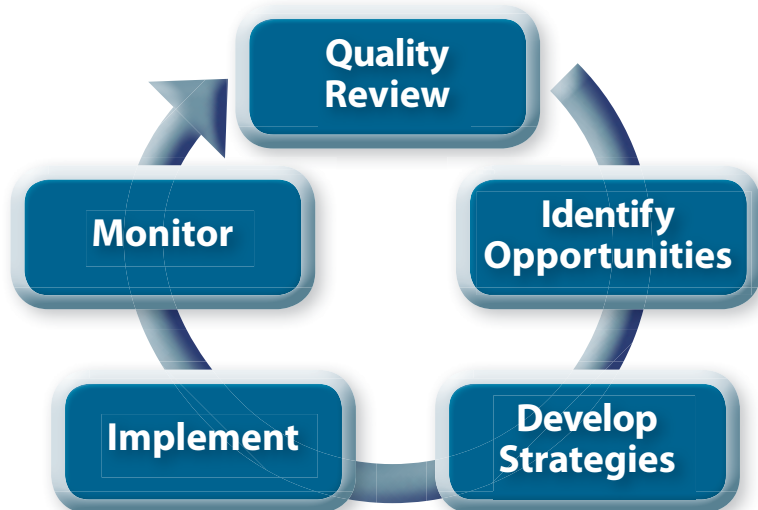 Quality
Review
Identify
Opportunities
Develop
Strategies
Implement
Monitor